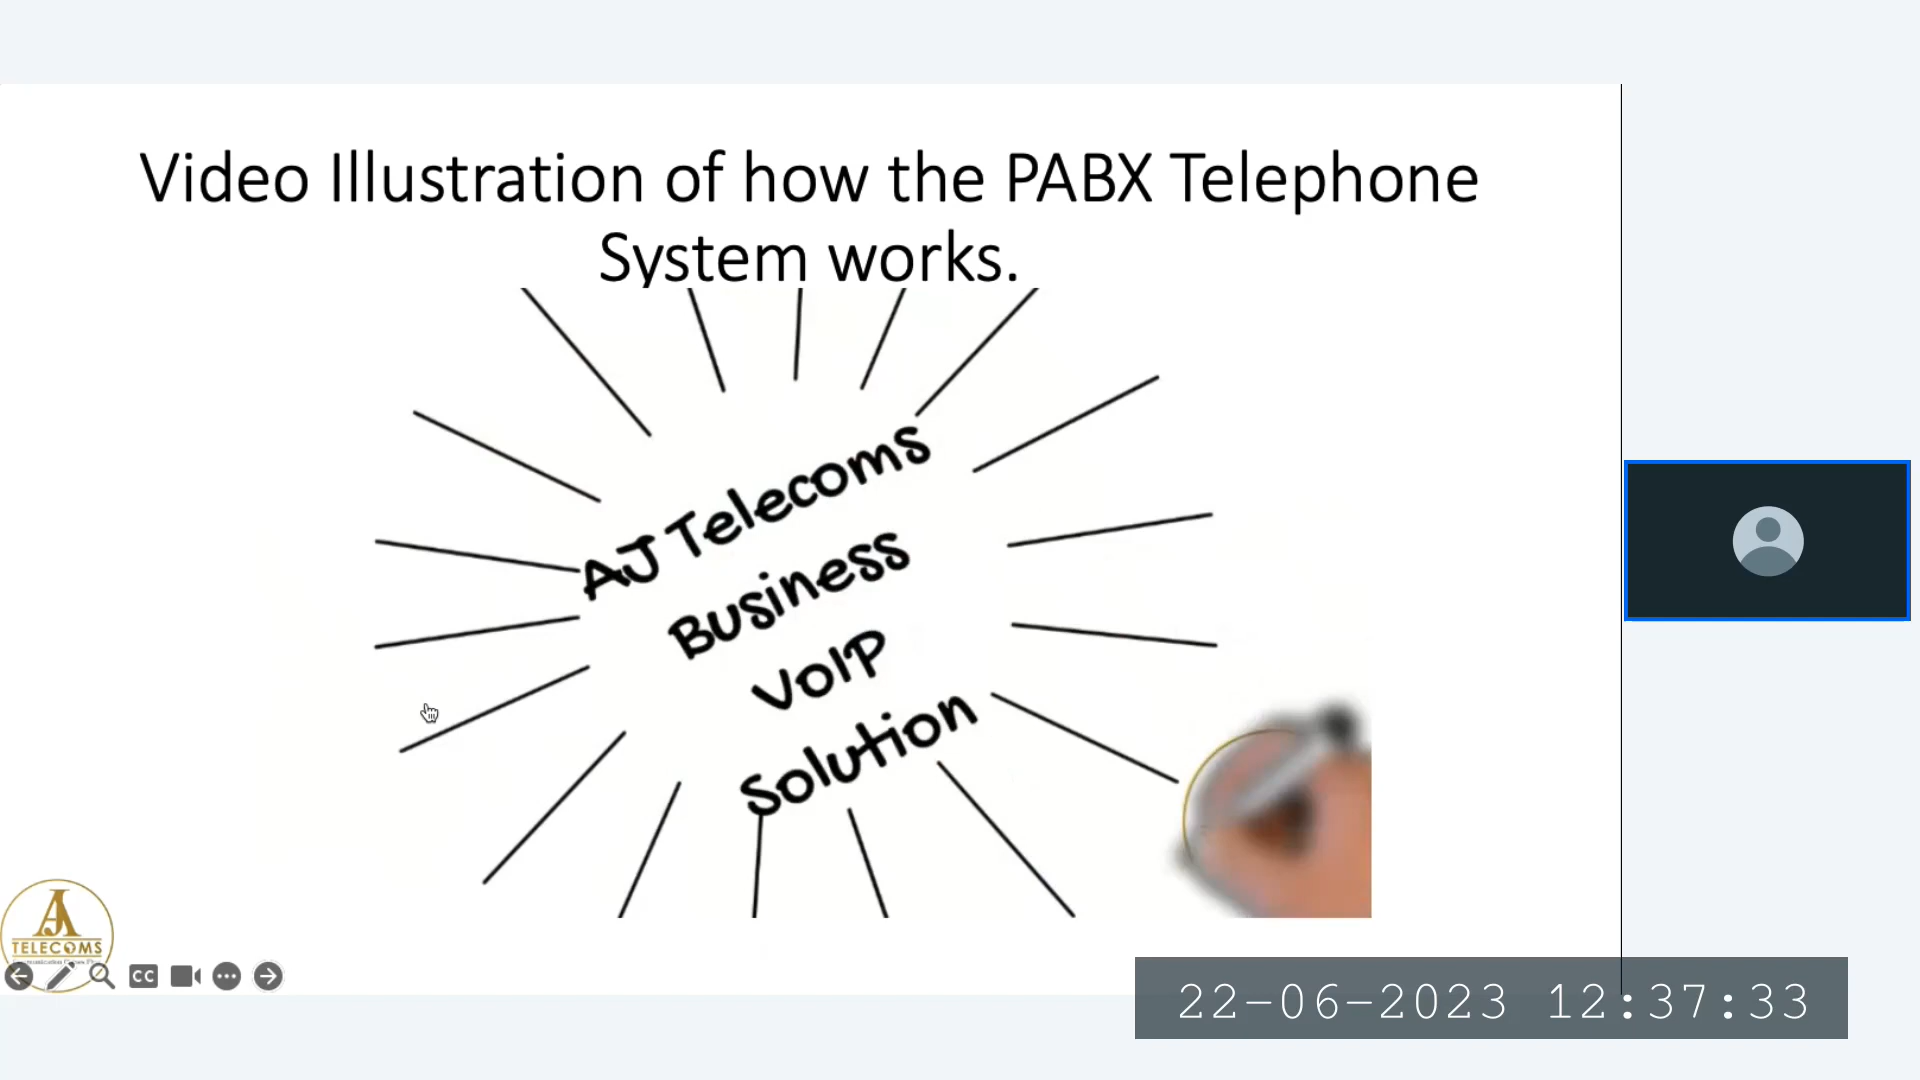 Video Illustration of how the PABX Telephone
System works.
AJ Telecoms
Business
VoIP
Solution
AJ
TELECOMS
CC
22-06-2023 12:37:33